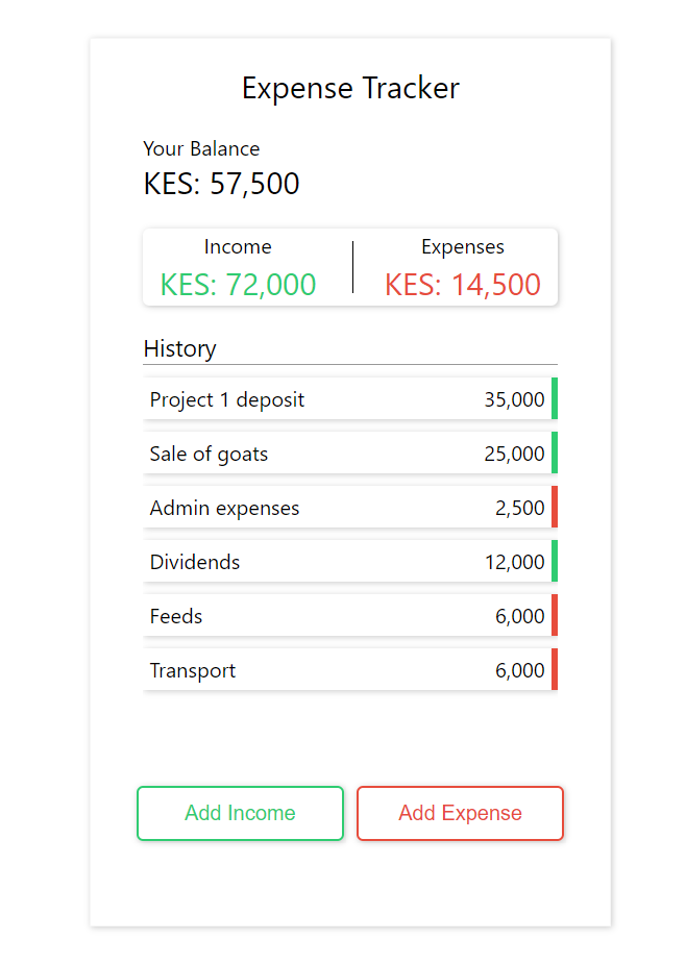 Expense Tracker
Your Balance
KES: 57,500
Income Expenses
KES: 72,000 KES: 14,500
History
Project 1 deposit 35,000
Sale of goats 25,000
Admin expenses 2,500
Dividends 12,000
Feeds 6,000
Transport 6,000
Add Income Add Expense